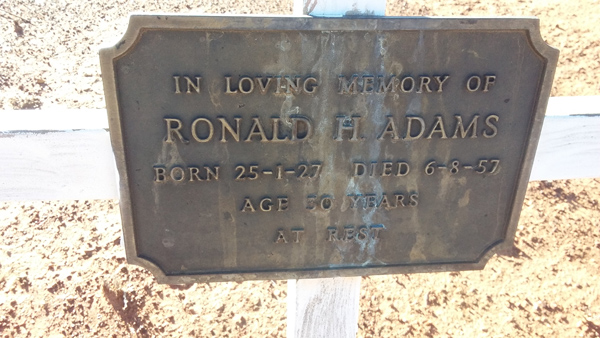 IN LOVING MEMORY OF
RONALD H. ADAMS
BORN 25-1-27 DIED 6-8-57
AGE 30 YEARS
AT REST